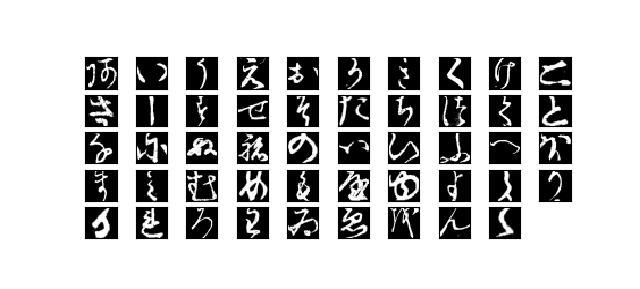 あ い う え お か き く け こ
さ し す せ そ た ち つ て と
な に ぬ ね の は ひ ふ へ ほ
ま み む め も や ゆ よ ら り
る れ ろ わ ゐ ゑ を ん ゝ